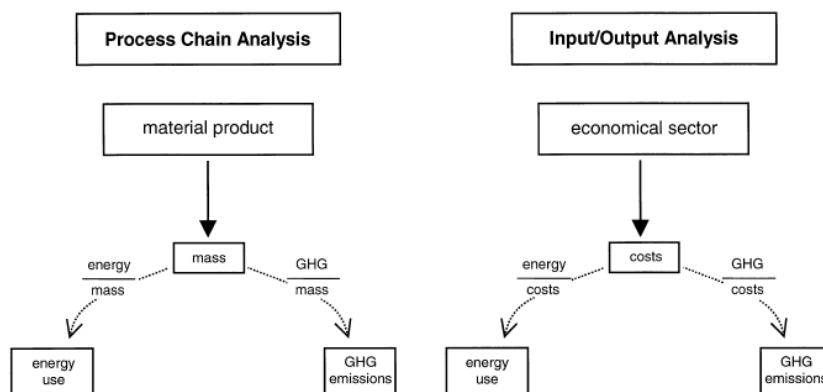 Process Chain Analysis
material product
mass
energy
mass
GHG
mass
energy
use
GHG
emissions
Input/Output Analysis
economical sector
costs
energy
costs
GHG
costs
energy
use
GHG
emissions